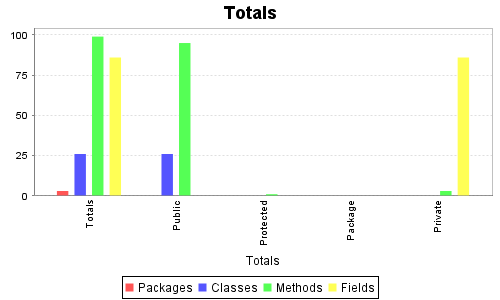 Totals
100
75
50
25
0
Totals
Public
Protected
Package
Private
Totals
Packages Classes Methods Fields